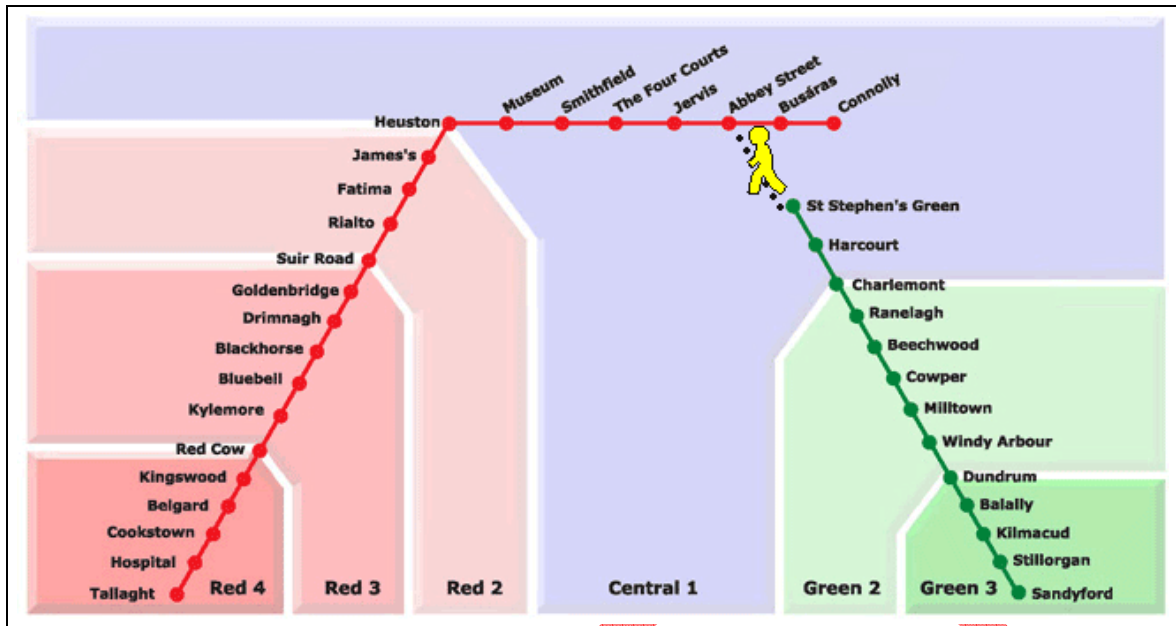 Museum
Smithfield
The Four Courts
Jervis
Abbey Street
Busáras
Connolly
Heuston
James's
Fatima
Rialto
Suir Road
Goldenbridge
Drimnagh
Blackhorse
Bluebell
Kylemore
Red Cow
Kingswood
Belgard
Cookstown
Hospital
Tallaght
St Stephen's Green
Harcourt
Charlemont
Ranelagh
Beechwood
Cowper
Milltown
Windy Arbour
Dundrum
Balally
Kilmacud
Stillorgan
Sandyford
Red 4
Red 3
Red 2
Central 1
Green 2
Green 3